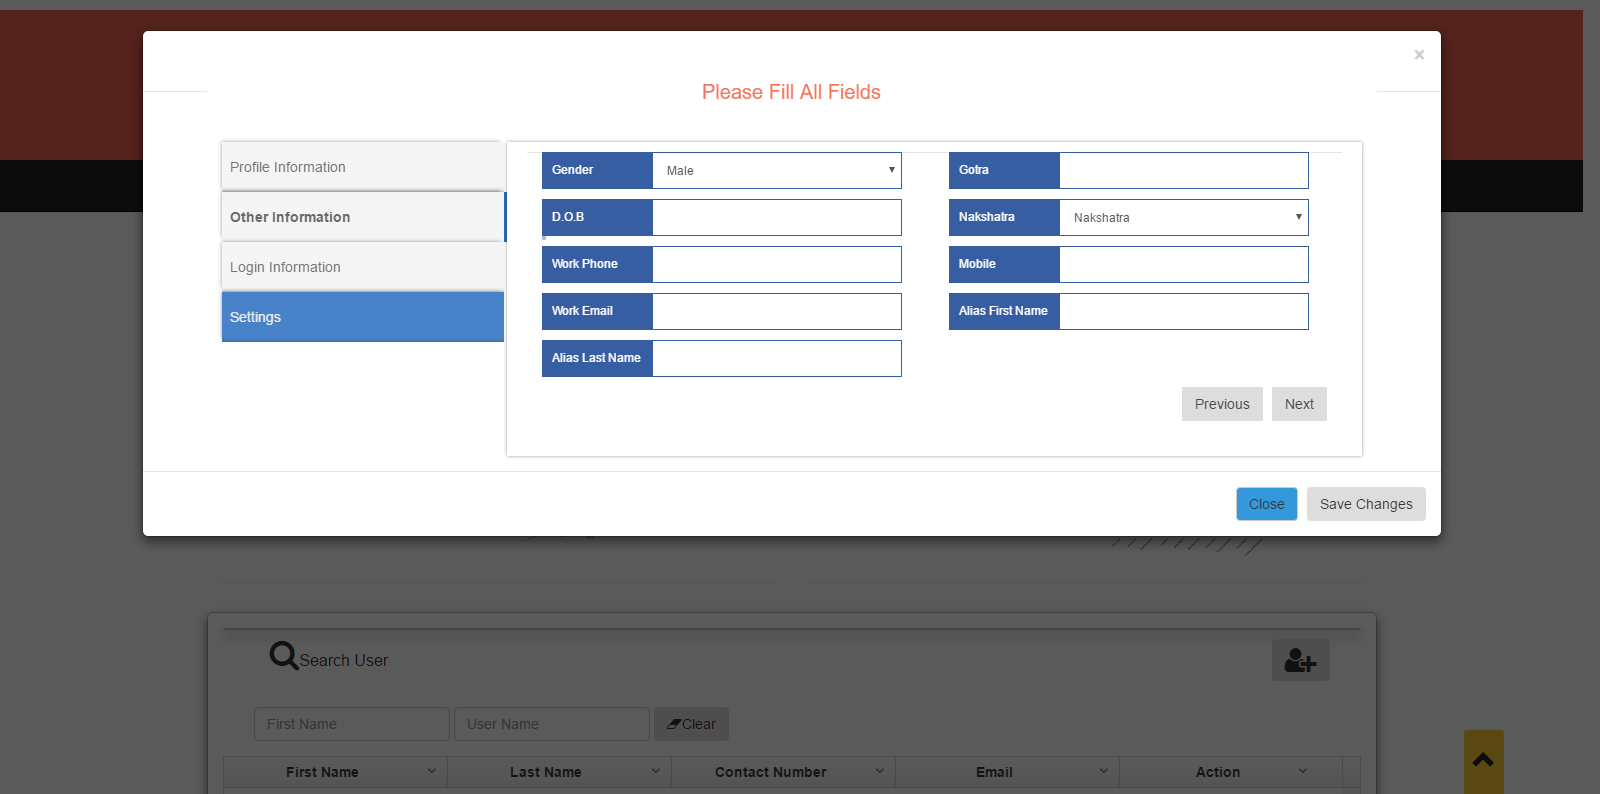 ×
Please Fill All Fields
Profile Information
Other Information
Login Information
Settings
Gender Male
Gotra
D.O.B
Nakshatra Nakshatra
Work Phone
Mobile
Work Email
Alias First Name
Alias Last Name
Previous Next
Close Save Changes
Search User
First Name User Name Clear
First Name Last Name Contact Number Email Action